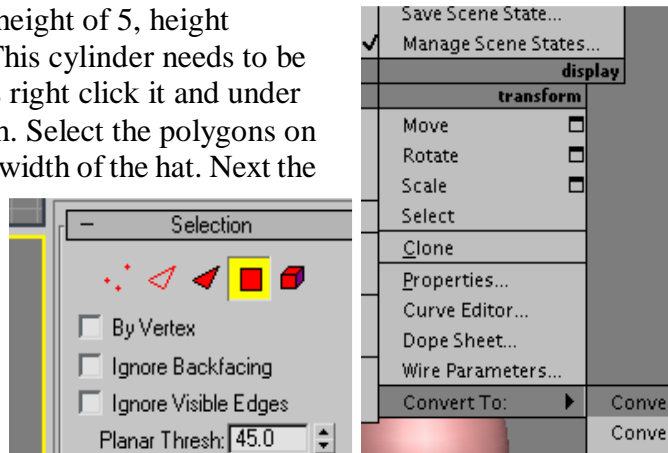 height of 5, height
This cylinder needs to be
right click it and under
Select the polygons on
width of the hat. Next the
Selection
By Vertex
Ignore Backfacing
Ignore Visible Edges
Planar Thresh: 45.0
Save Scene State...
Manage Scene States...
display
transform
Move
Rotate
Scale
Select
Clone
Properties...
Curve Editor...
Dope Sheet...
Wire Parameters...
Convert To: